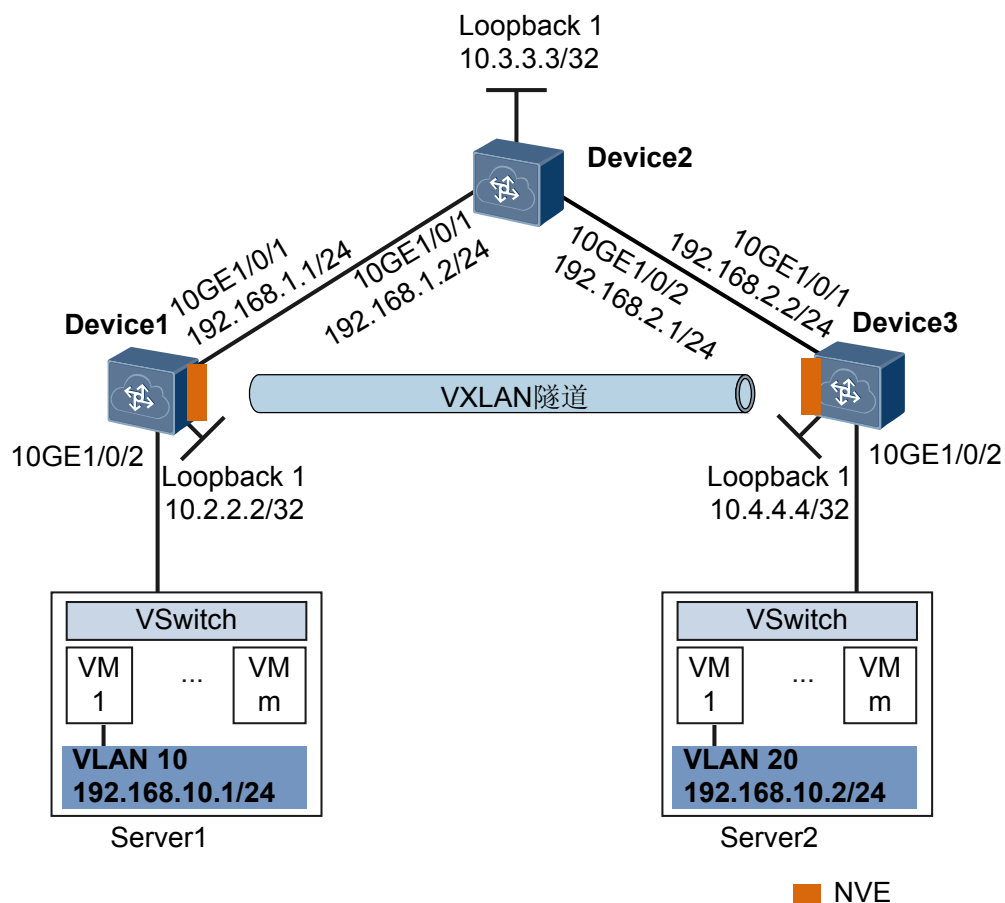 Loopback 1
10.3.3.3/32
Device2
10GE1/0/1
192.168.1.1/24
10GE1/0/1
192.168.1.2/24
10GE1/0/2
192.168.2.1/24
10GE1/0/1
192.168.2.2/24
Device1
Device3
VXLAN隧道
10GE1/0/2
Loopback 1
10.2.2.2/32
Loopback 1
10.4.4.4/32
10GE1/0/2
VSwitch
VM
1
...
VM
m
VLAN 10
192.168.10.1/24
Server1
VSwitch
VM
1
...
VM
m
VLAN 20
192.168.10.2/24
Server2
NVE